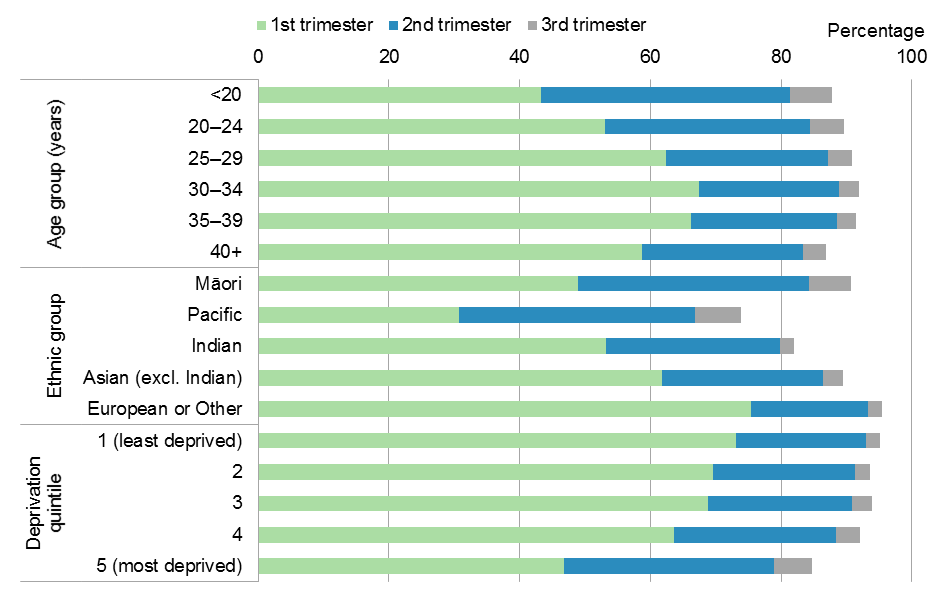 1st trimester 2nd trimester 3rd trimester
Percentage
0 20 40 60 80 100
Age group (years)
<20
20–24
25–29
30–34
35–39
40+
Ethnic group
Māori
Pacific
Indian
Asian (excl. Indian)
European or Other
Deprivation
quintile
1 (least deprived)
2
3
4
5 (most deprived)